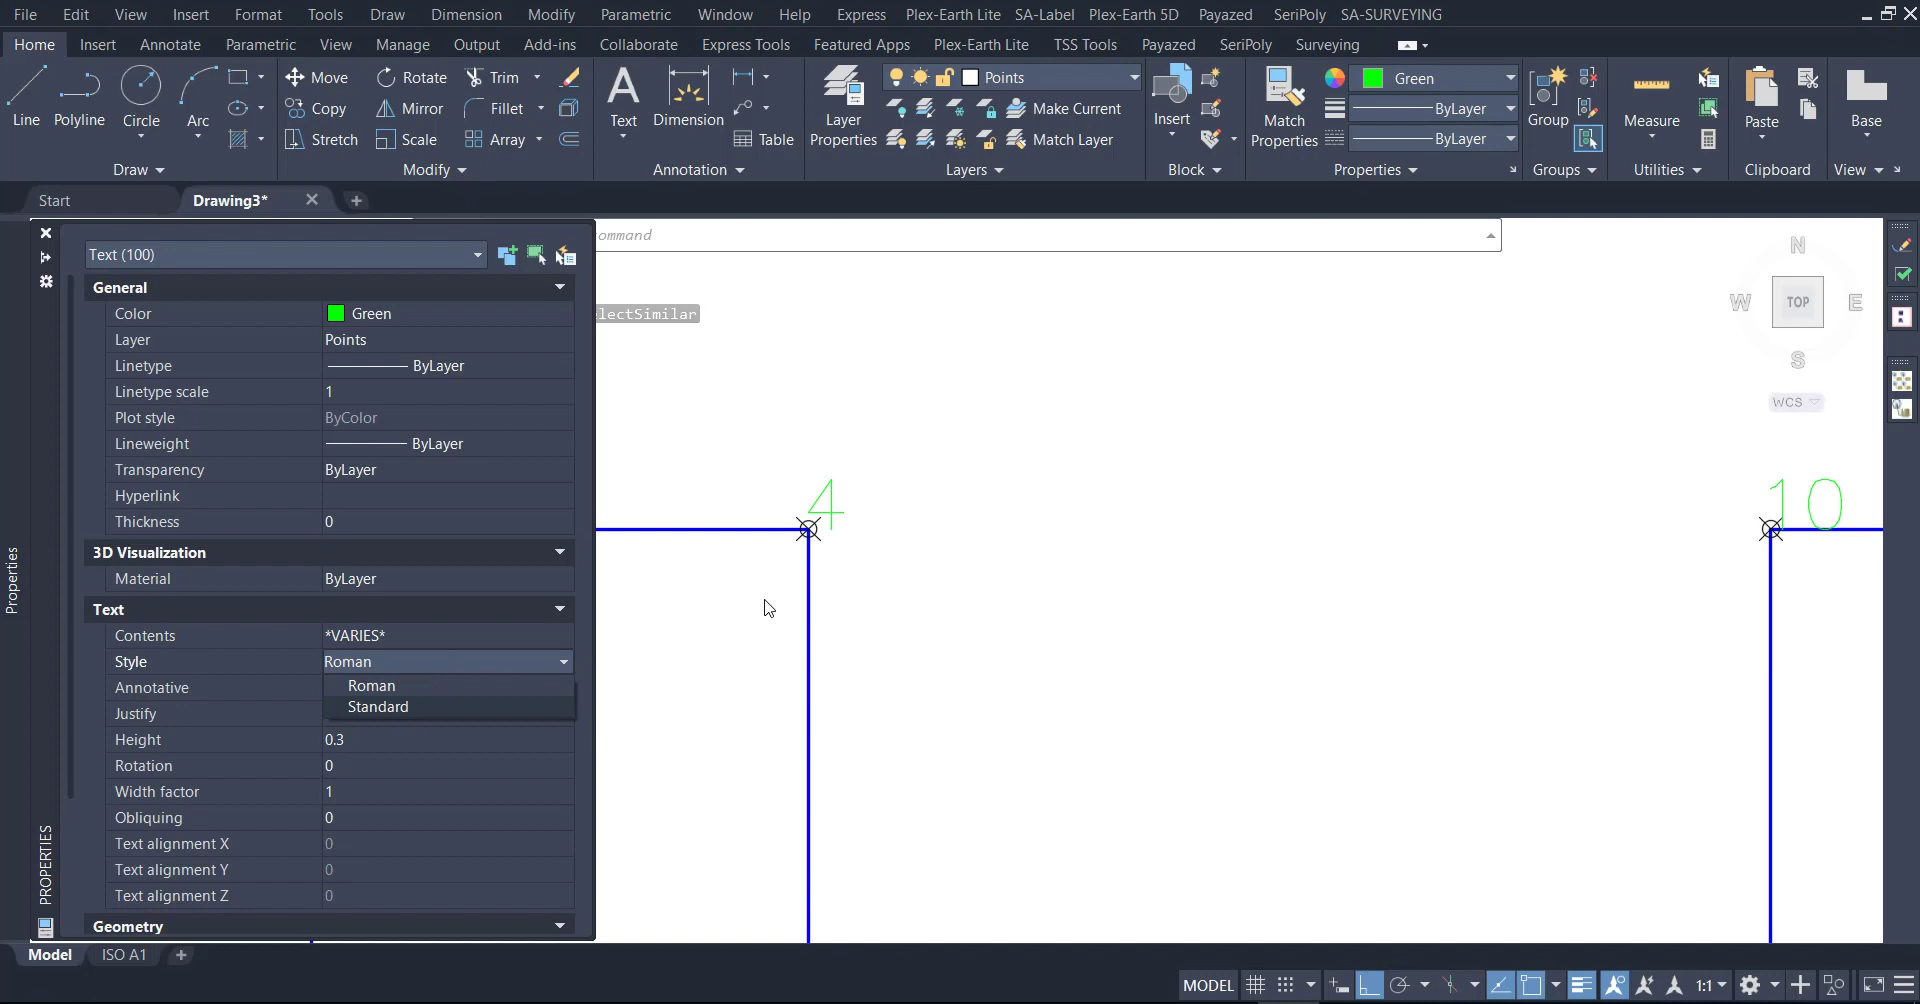 File Edit View Insert Format Tools Draw Dimension Modify Parametric Window Help Express Plex-Earth Lite SA-Label Plex-Earth 5D Payazed SeriPoly SA-SURVEYING
Home Insert Annotate Parametric View Manage Output Add-ins Collaborate Express Tools Featured Apps Plex-Earth Lite TSS Tools Payazed SeriPoly Surveying
Line Polyline Circle Arc
Move Rotate Trim
Copy Mirror Fillet
Stretch Scale Array
Text Dimension Table
Layer Properties
Points
Make Current
Match Layer
Insert
Match Properties
Green
ByLayer
ByLayer
Group
Measure
Paste
Base
Draw Modify Annotation Layers Block Properties Groups Utilities Clipboard View
Start Drawing3*
Text (100)
ommand
General
Color Green
Layer Points
Linetype ByLayer
Linetype scale 1
Plot style ByColor
Lineweight ByLayer
Transparency ByLayer
Hyperlink
Thickness 0
3D Visualization
Material ByLayer
Text
Contents *VARIES*
Style Roman
Roman
Annotative
Standard
Justify
Height 0.3
Rotation 0
Width factor 1
Obliquing 0
Text alignment X 0
Text alignment Y 0
Text alignment Z 0
Geometry
Properties
PROPERTIES
electSimilar
4
10
N
W TOP E
S
WCS
Model ISO A1
MODEL 1:1